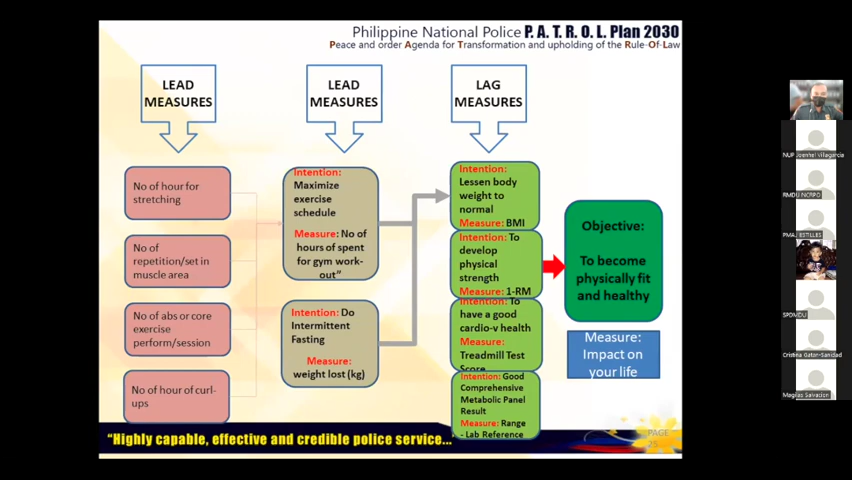 Philippine National Police P. A. T. R. O. L. Plan 2030
Peace and order Agenda for Transformation and upholding of the Rule-Of-Law
LEAD
MEASURES
LEAD
MEASURES
LAG
MEASURES
No of hour for
stretching
No of
repetition/set in
muscle area
No of abs or core
exercise
perform/session
No of hour of curl-
ups
Intention:
Maximize
exercise
schedule
Measure: No of
hours of spent
for gym work-
out”
Intention: Do
Intermittent
Fasting
Measure:
weight lost (kg)
Intention:
Lessen body
weight to
normal
Measure: BMI
Intention: To
develop
physical
strength
Measure: 1-RM
Intention: To
have a good
cardio-v health
Measure:
Treadmill Test
Score
Intention: Good
Comprehensive
Metabolic Panel
Result
Measure: Range
- Lab Reference
Objective:
To become
physically fit
and healthy
Measure:
Impact on
your life
“Highly capable, effective and credible police service...”
PAGE
25
NUP Joemhel Villagarcia
RMDU NCRPO
PMAJ ESTILLES
SPDMDU
Cristina Gaton-Sanidad
Magilas Salvacion